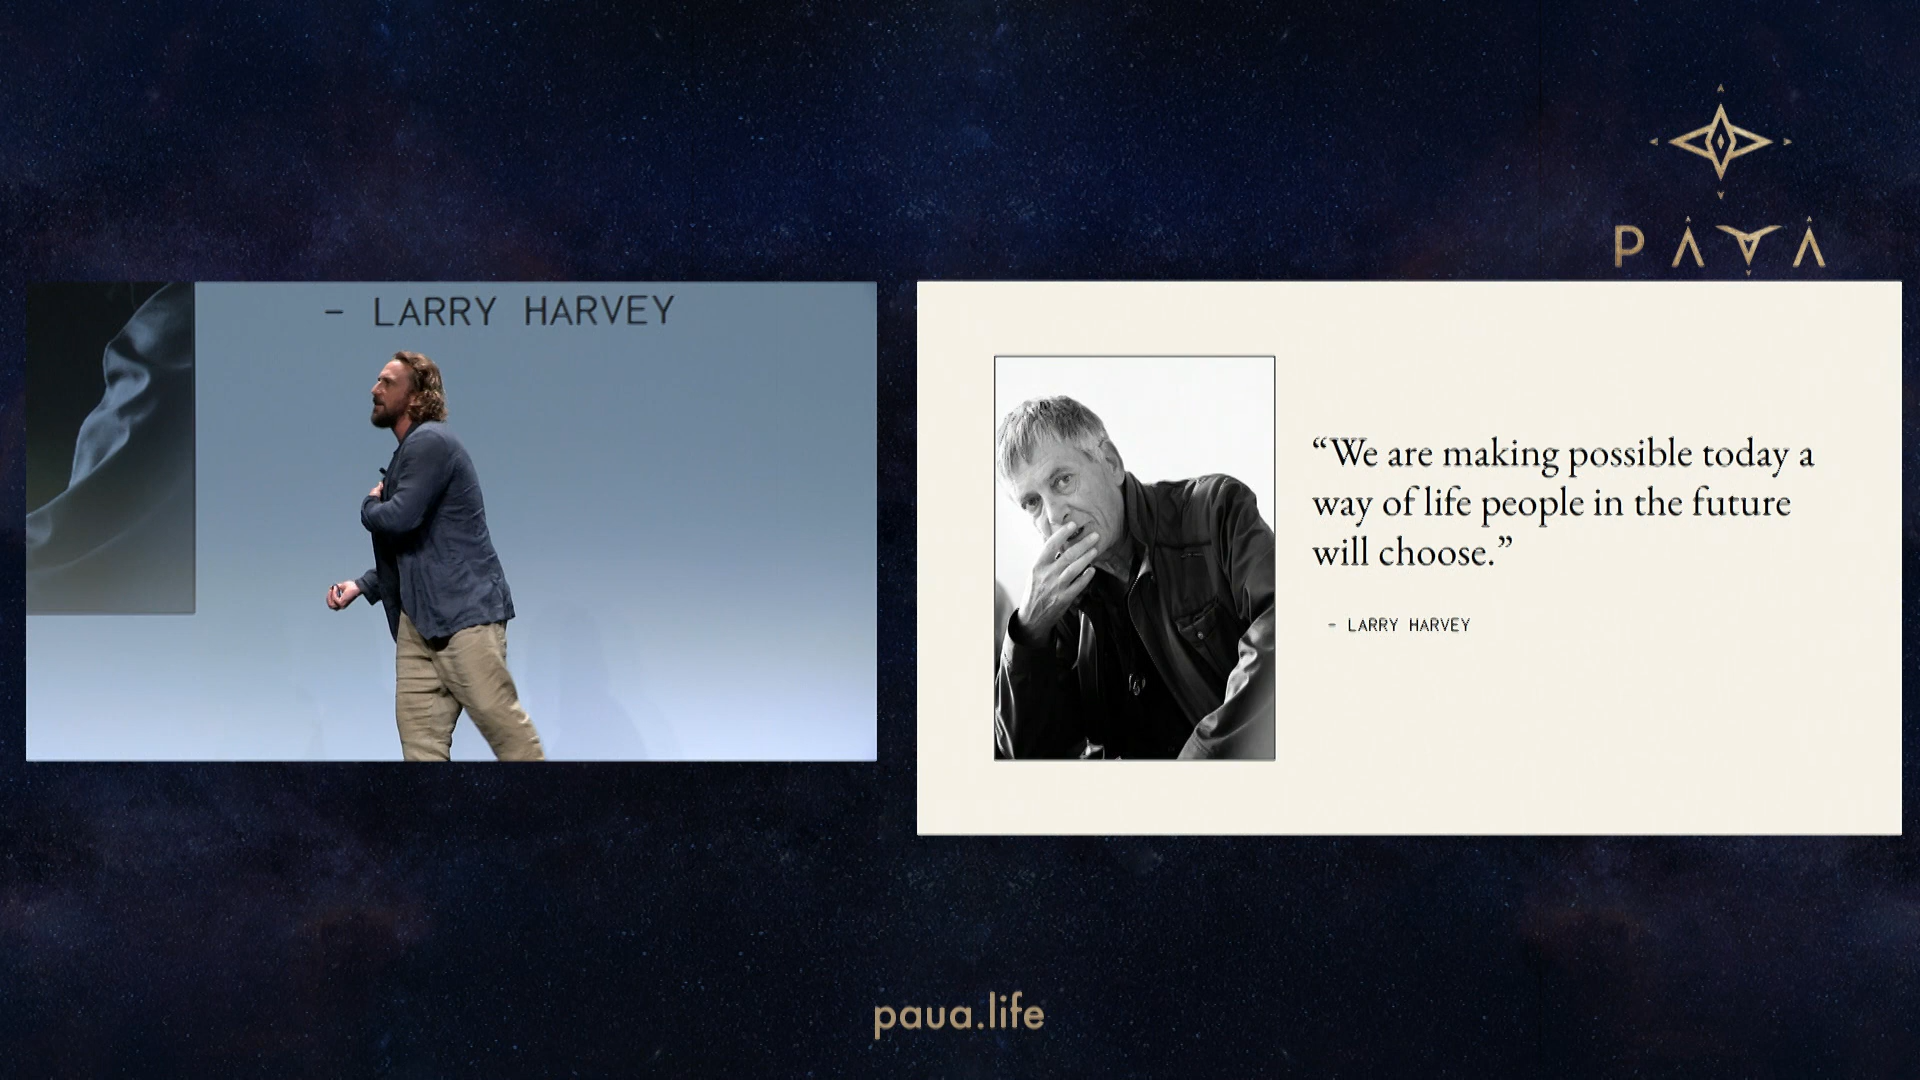 PAUA
– LARRY HARVEY
“We are making possible today a
way of life people in the future
will choose.”
– LARRY HARVEY
paua.life